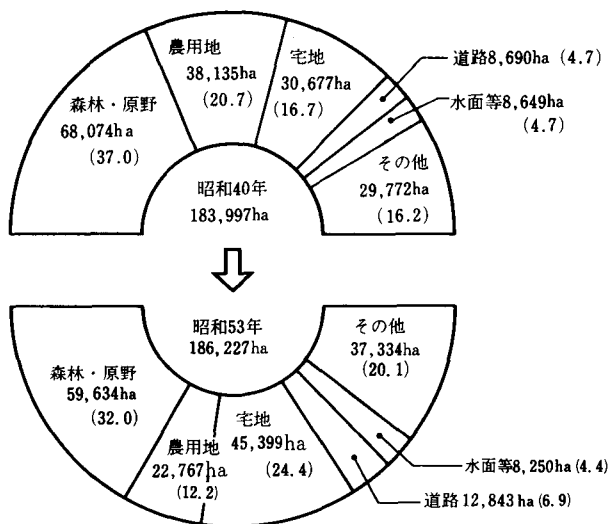 農用地
38,135ha
(20.7)
宅地
30,677ha
(16.7)
道路8,690ha (4.7)
水面等8,649ha
(4.7)
森林・原野
68,074ha
(37.0)
その他
29,772ha
(16.2)
昭和40年
183,997ha
昭和53年
186,227ha
その他
37,334ha
(20.1)
森林・原野
59,634ha
(32.0)
農用地
22,767ha
(12.2)
宅地
45,399ha
(24.4)
水面等8,250ha(4.4)
道路12,843ha(6.9)